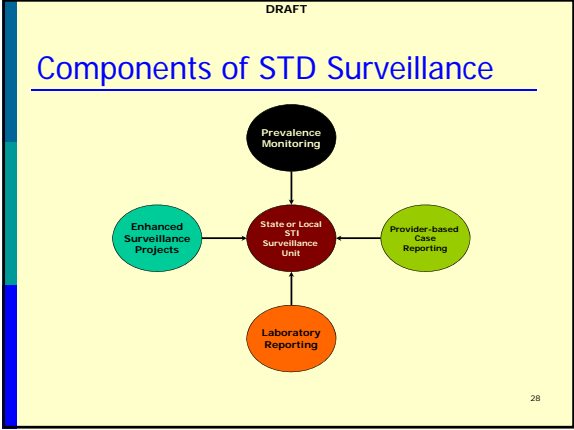 DRAFT
Components of STD Surveillance
Prevalence
Monitoring
Enhanced
Surveillance
Projects
State or Local
STI
Surveillance
Unit
Provider-based
Case
Reporting
Laboratory
Reporting
28